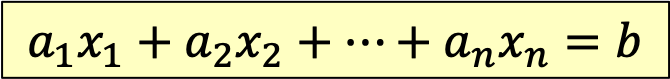 a₁x₁ + a₂x₂ + ⋯ + aₙxₙ = b